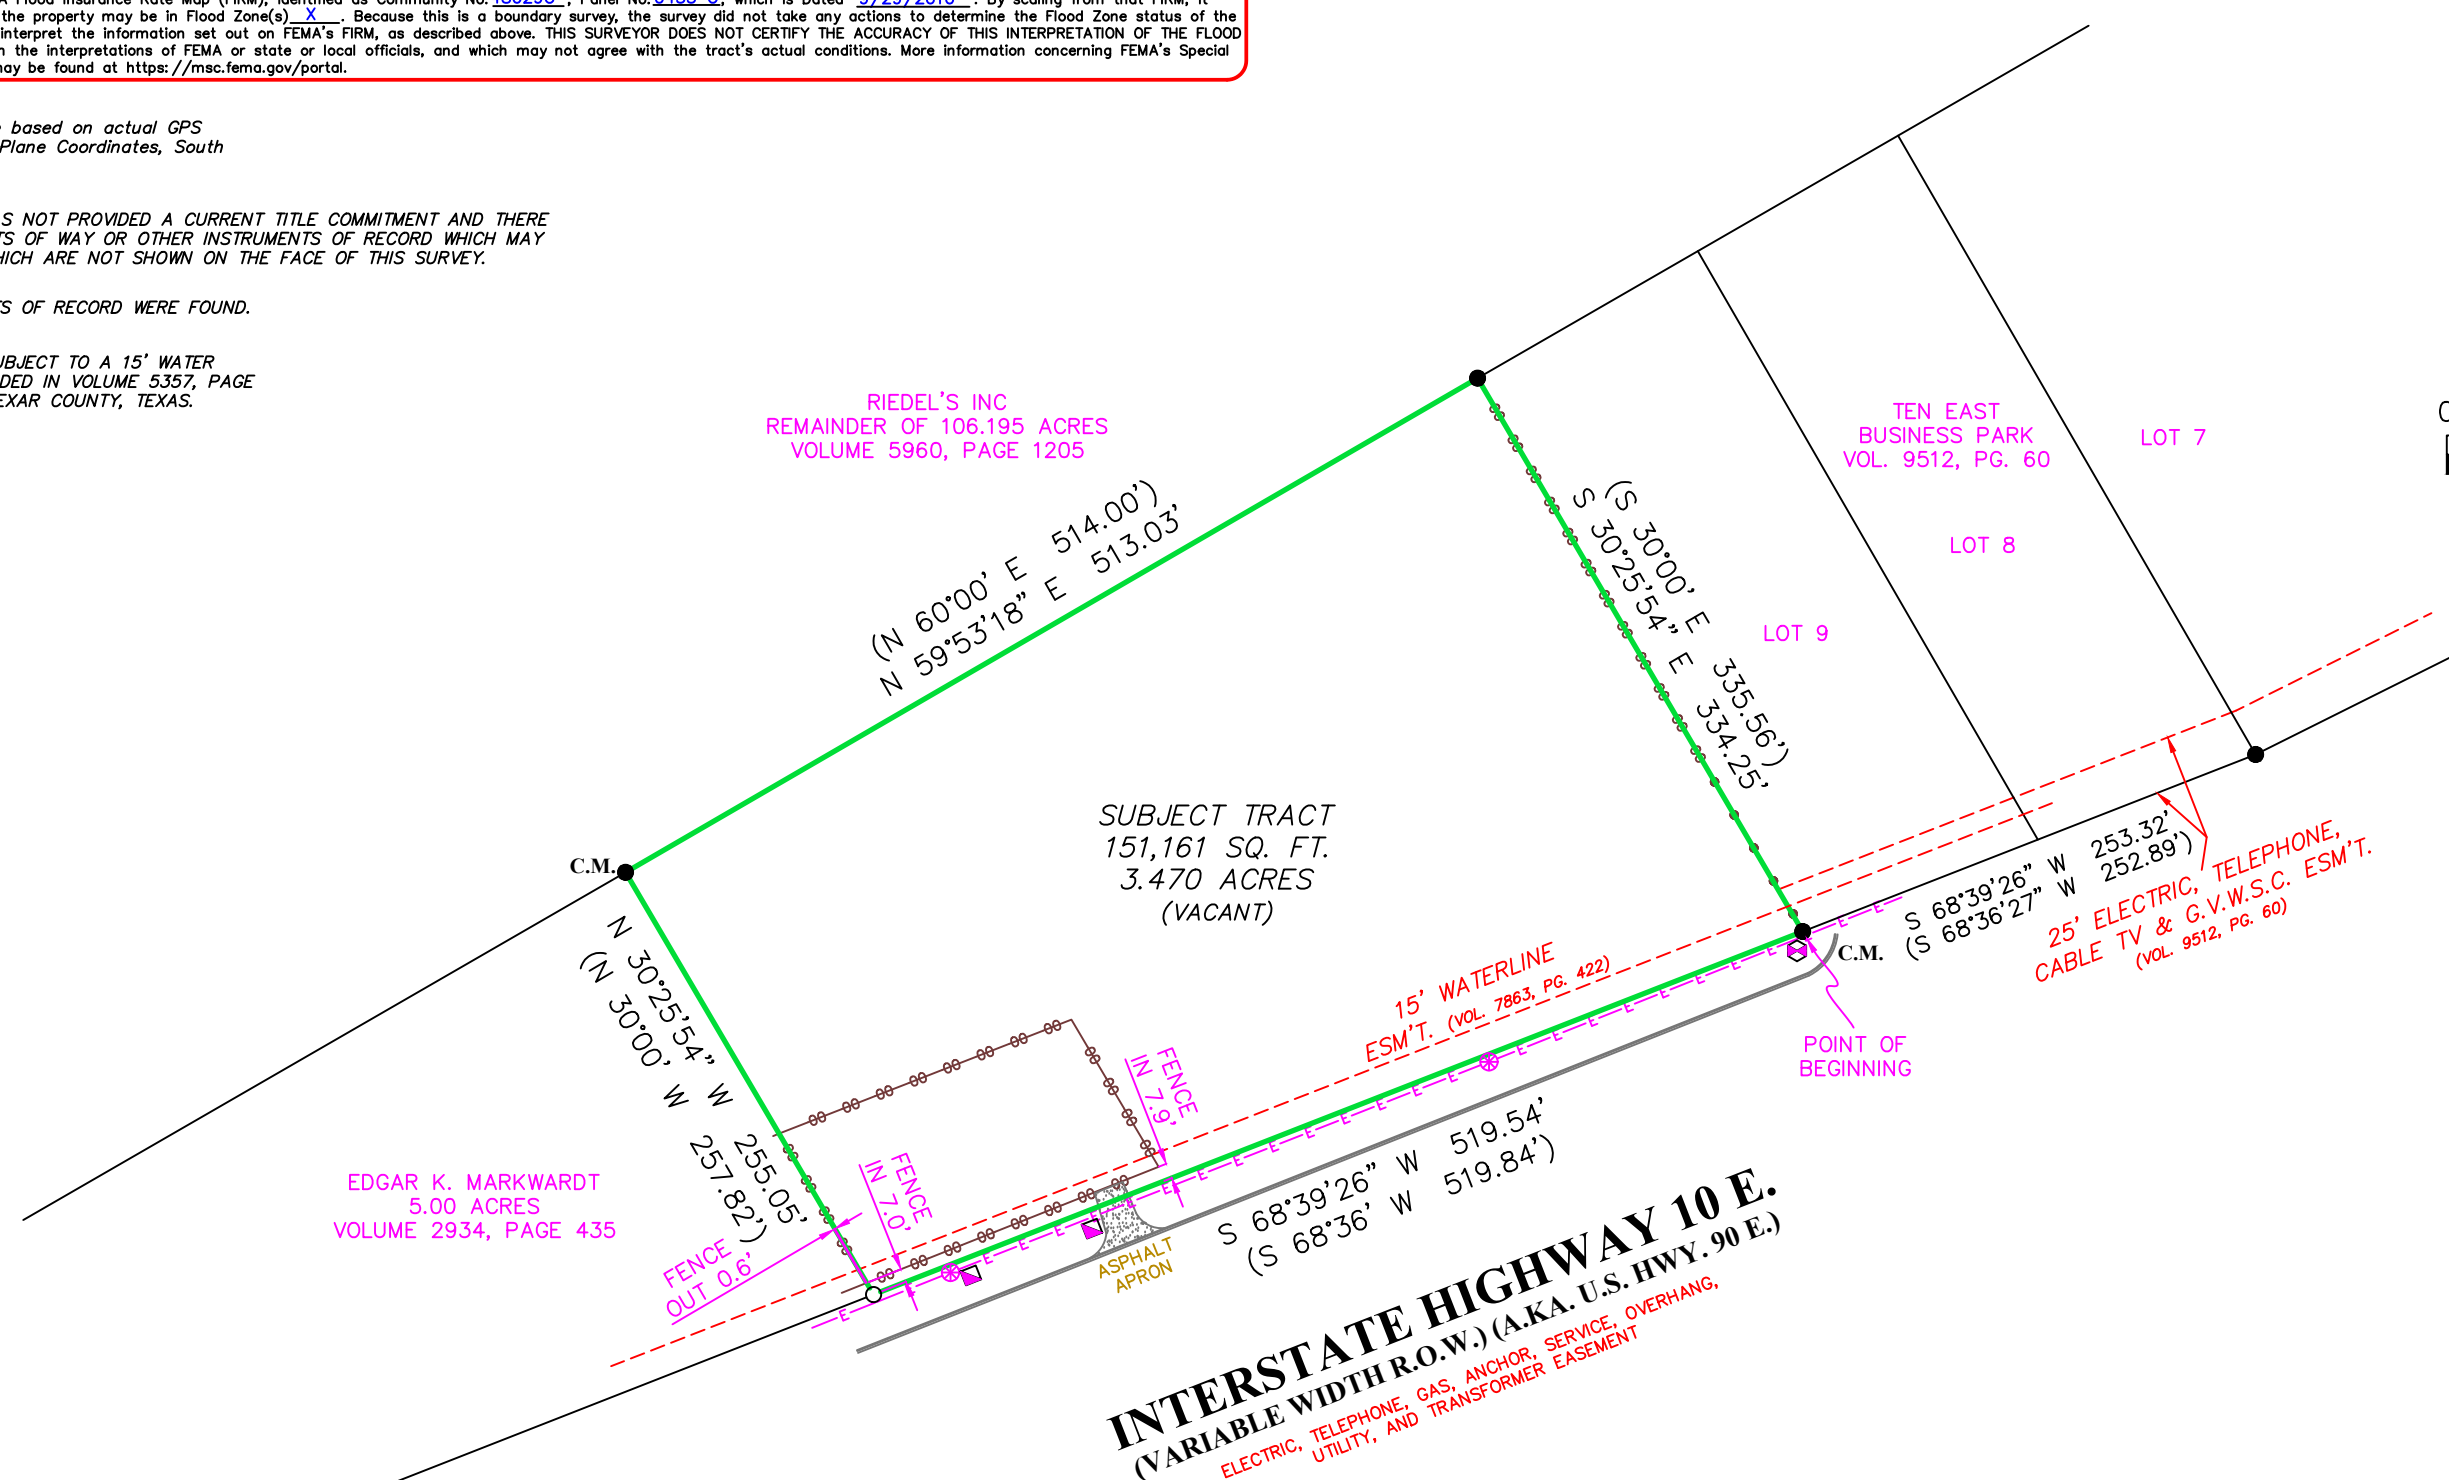 the property may be in Flood Zone(s) X . Because this is a boundary survey, the survey did not take any actions to determine the Flood Zone status of the
interpret the information set out on FEMA's FIRM, as described above. THIS SURVEYOR DOES NOT CERTIFY THE ACCURACY OF THIS INTERPRETATION OF THE FLOOD
the interpretations of FEMA or state or local officials, and which may not agree with the tract's actual conditions. More information concerning FEMA's Special
may be found at https://msc.fema.gov/portal.
based on actual GPS
Plane Coordinates, South
S NOT PROVIDED A CURRENT TITLE COMMITMENT AND THERE
TS OF WAY OR OTHER INSTRUMENTS OF RECORD WHICH MAY
HICH ARE NOT SHOWN ON THE FACE OF THIS SURVEY.
TS OF RECORD WERE FOUND.
UBJECT TO A 15' WATER
DED IN VOLUME 5357, PAGE
EXAR COUNTY, TEXAS.
RIEDEL'S INC
REMAINDER OF 106.195 ACRES
VOLUME 5960, PAGE 1205
TEN EAST
BUSINESS PARK
VOL. 9512, PG. 60
LOT 7
LOT 8
LOT 9
(N 60°00' E 514.00')
N 59°53'18" E 513.03'
(S 30°00' E 335.56')
S 30°25'54" E 334.25'
SUBJECT TRACT
151,161 SQ. FT.
3.470 ACRES
(VACANT)
C.M.
N 30°25'54" W 255.05'
(N 30°00' W 257.82')
15' WATERLINE
ESM'T. (VOL. 7863, PG. 422)
C.M.
S 68°39'26" W 253.32'
(S 68°36'27" W 252.89')
25' ELECTRIC, TELEPHONE,
CABLE TV & G.V.W.S.C. ESM'T.
(VOL. 9512, PG. 60)
POINT OF
BEGINNING
FENCE
IN 7.9'
FENCE
IN 7.0'
FENCE
OUT 0.6'
EDGAR K. MARKWARDT
5.00 ACRES
VOLUME 2934, PAGE 435
ASPHALT
APRON
S 68°39'26" W 519.54'
(S 68°36' W 519.84')
INTERSTATE HIGHWAY 10 E.
(VARIABLE WIDTH R.O.W.) (A.KA. U.S. HWY. 90 E.)
ELECTRIC, TELEPHONE, GAS, ANCHOR, SERVICE, OVERHANG,
UTILITY, AND TRANSFORMER EASEMENT